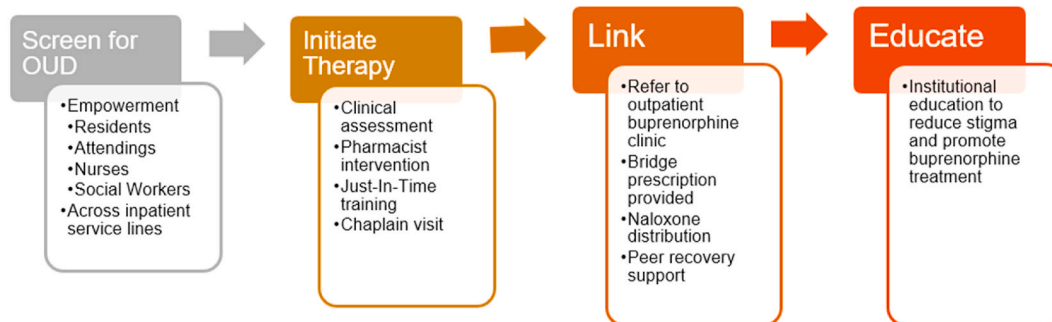 Screen for
OUD
•Empowerment
•Residents
•Attendings
•Nurses
•Social Workers
•Across inpatient
service lines
Initiate
Therapy
•Clinical
assessment
•Pharmacist
intervention
•Just-In-Time
training
•Chaplain visit
Link
•Refer to
outpatient
buprenorphine
clinic
•Bridge
prescription
provided
•Naloxone
distribution
•Peer recovery
support
Educate
•Institutional
education to
reduce stigma
and promote
buprenorphine
treatment